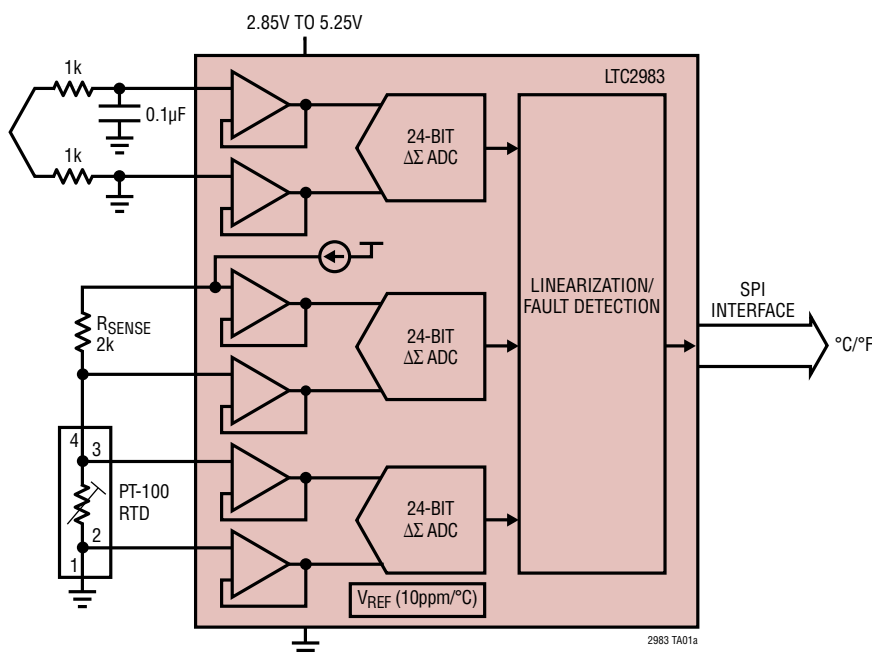 2.85V TO 5.25V
LTC2983
1k
0.1µF
24-BIT
ΔΣ ADC
1k
LINEARIZATION/
FAULT DETECTION
SPI
INTERFACE
°C/°F
RSENSE
2k
24-BIT
ΔΣ ADC
4
3
PT-100
RTD
2
1
24-BIT
ΔΣ ADC
VREF (10ppm/°C)
2983 TA01a